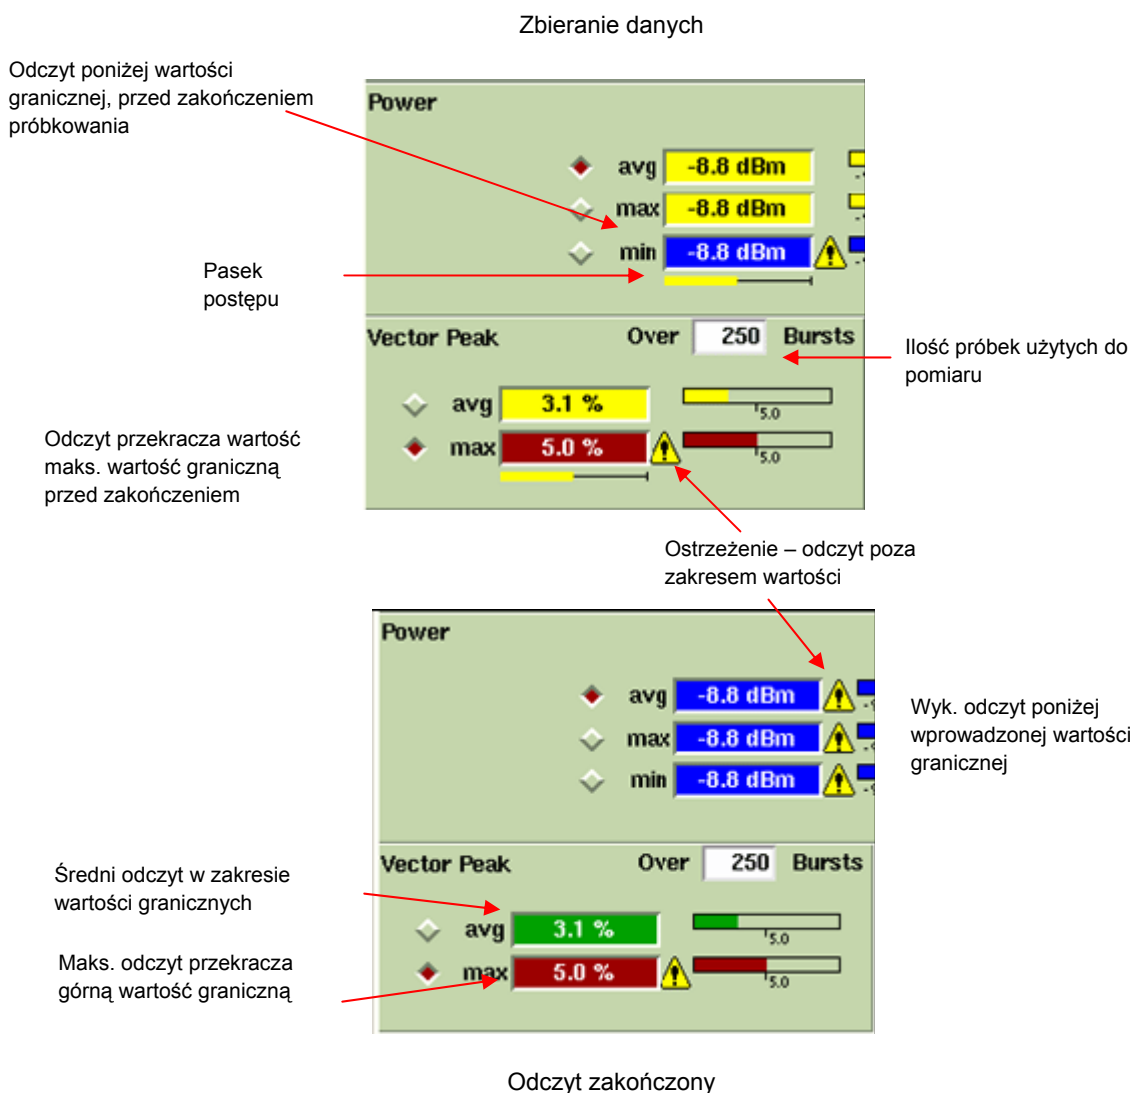 Zbieranie danych
Odczyt poniżej wartości
granicznej, przed zakończeniem
próbkowania
Power
avg -8.8 dBm
max -8.8 dBm
min -8.8 dBm
Pasek
postępu
Vector Peak Over 250 Bursts
Ilość próbek użytych do
pomiaru
avg 3.1 % 5.0
max 5.0 % 5.0
Odczyt przekracza wartość
maks. wartość graniczną
przed zakończeniem
Ostrzeżenie – odczyt poza
zakresem wartości
Power
avg -8.8 dBm
max -8.8 dBm
min -8.8 dBm
Wyk. odczyt poniżej
wprowadzonej wartości
granicznej
Vector Peak Over 250 Bursts
Średni odczyt w zakresie
wartości granicznych
avg 3.1 % 5.0
max 5.0 % 5.0
Maks. odczyt przekracza
górną wartość graniczną
Odczyt zakończony